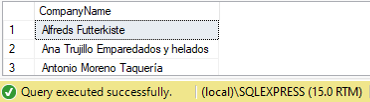 CompanyName
1 Alfreds Futterkiste
2 Ana Trujillo Emparedados y helados
3 Antonio Moreno Taquería
Query executed successfully. (local)\SQLEXPRESS (15.0 RTM)